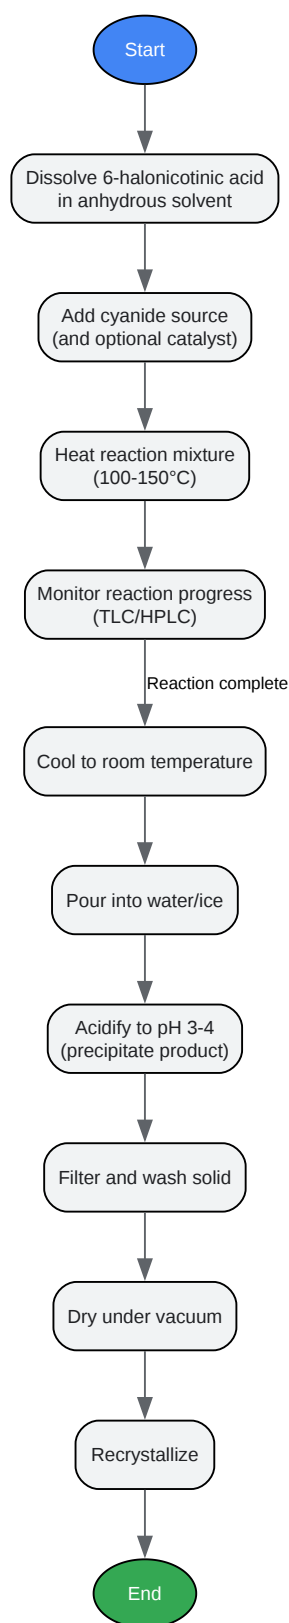 Start
Dissolve 6-halonicotinic acid
in anhydrous solvent
Add cyanide source
(and optional catalyst)
Heat reaction mixture
(100-150°C)
Monitor reaction progress
(TLC/HPLC)
Reaction complete
Cool to room temperature
Pour into water/ice
Acidify to pH 3-4
(precipitate product)
Filter and wash solid
Dry under vacuum
Recrystallize
End